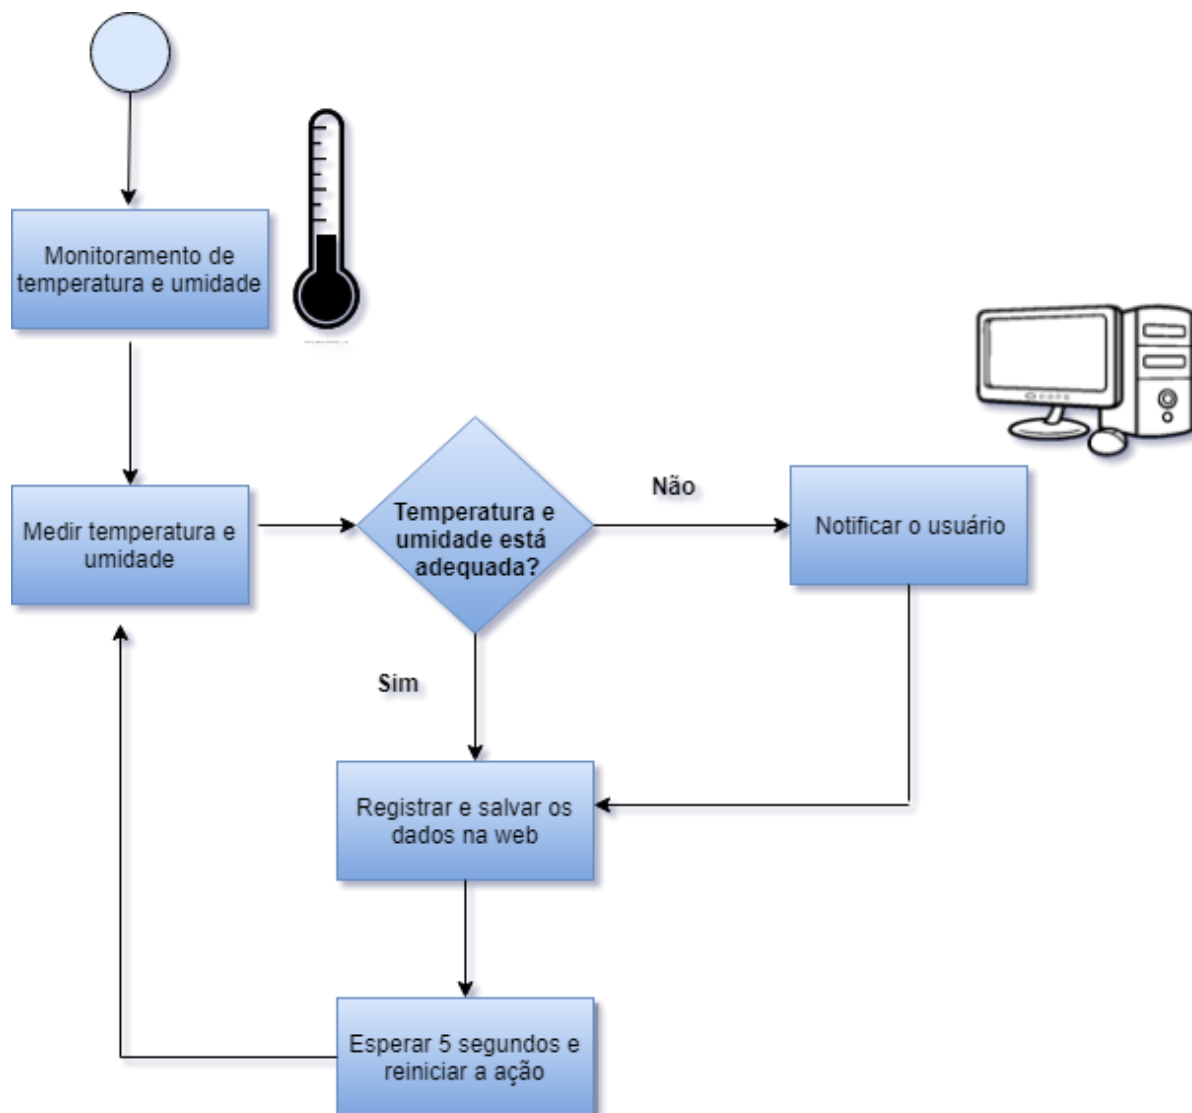 Monitoramento de
temperatura e umidade
Medir temperatura e
umidade
Temperatura e
umidade está
adequada?
Não
Notificar o usuário
Sim
Registrar e salvar os
dados na web
Esperar 5 segundos e
reiniciar a ação